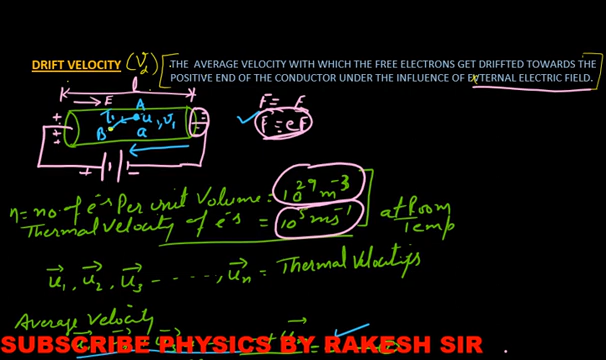 DRIFT VELOCITY (Vd) [THE AVERAGE VELOCITY WITH WHICH THE FREE ELECTRONS GET DRIFFTED TOWARDS THE
POSITIVE END OF THE CONDUCTOR UNDER THE INFLUENCE OF EXTERNAL ELECTRIC FIELD.]
l
E
A
B
a
F = eE
n = no. of e⁻s Per unit Volume = 10²⁹ m⁻³
Thermal Velocity of e⁻s = 10⁵ ms⁻¹
at Room Temp
u₁, u₂, u₃ - - - - - , uₙ = Thermal Velocities
Average Velocity
SUBSCRIBE PHYSICS BY RAKESH SIR